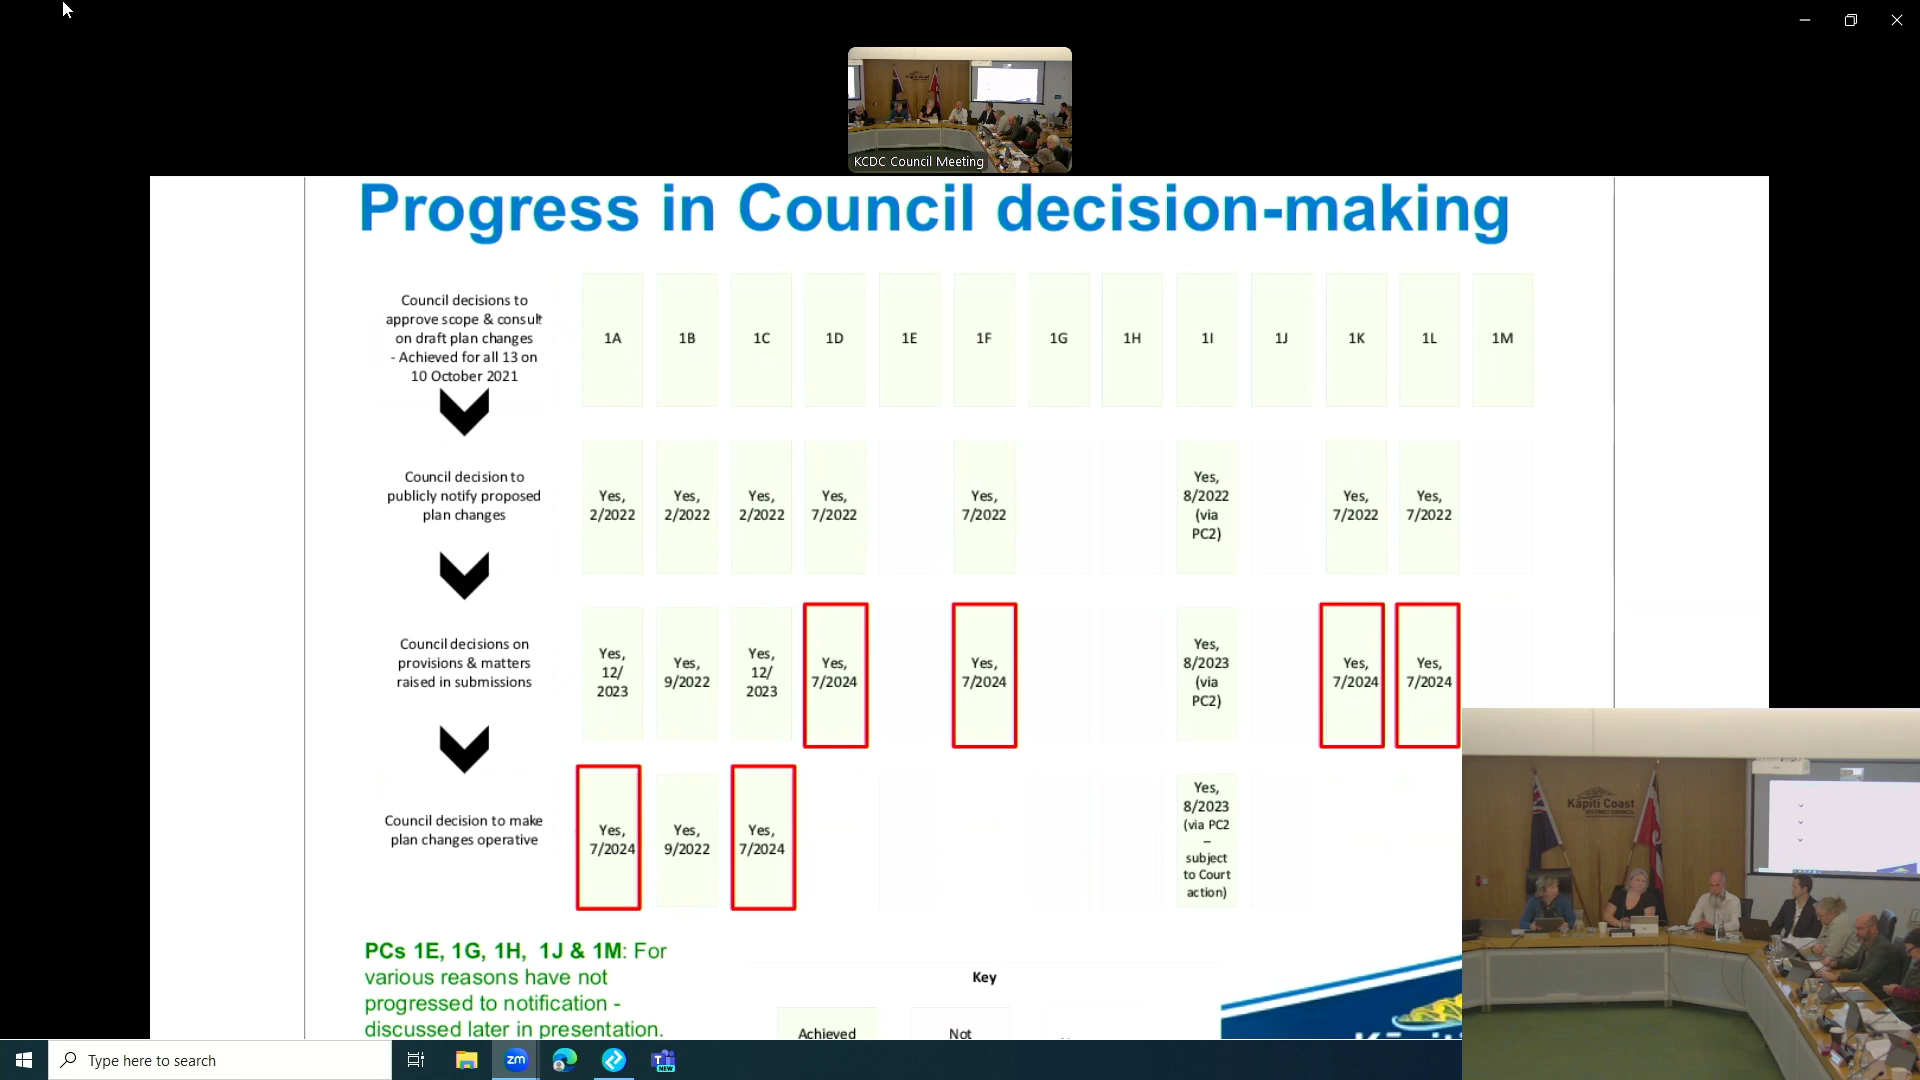 KCDC Council Meeting
Progress in Council decision-making
Council decisions to
approve scope & consult
on draft plan changes
- Achieved for all 13 on
10 October 2021
1A
1B
1C
1D
1E
1F
1G
1H
1I
1J
1K
1L
1M
Council decision to
publicly notify proposed
plan changes
Yes,
2/2022
Yes,
2/2022
Yes,
2/2022
Yes,
7/2022
Yes,
7/2022
Yes,
8/2022
(via
PC2)
Yes,
7/2022
Yes,
7/2022
Council decisions on
provisions & matters
raised in submissions
Yes,
12/
2023
Yes,
9/2022
Yes,
12/
2023
Yes,
7/2024
Yes,
7/2024
Yes,
8/2023
(via
PC2)
Yes,
7/2024
Yes,
7/2024
Council decision to make
plan changes operative
Yes,
7/2024
Yes,
9/2022
Yes,
7/2024
Yes,
8/2023
(via PC2
–
subject
to Court
action)
PCs 1E, 1G, 1H, 1J & 1M: For
various reasons have not
progressed to notification -
discussed later in presentation.
Key
Achieved
Not
Kāpiti Coast
DISTRICT COUNCIL
Type here to search
zm
NEW